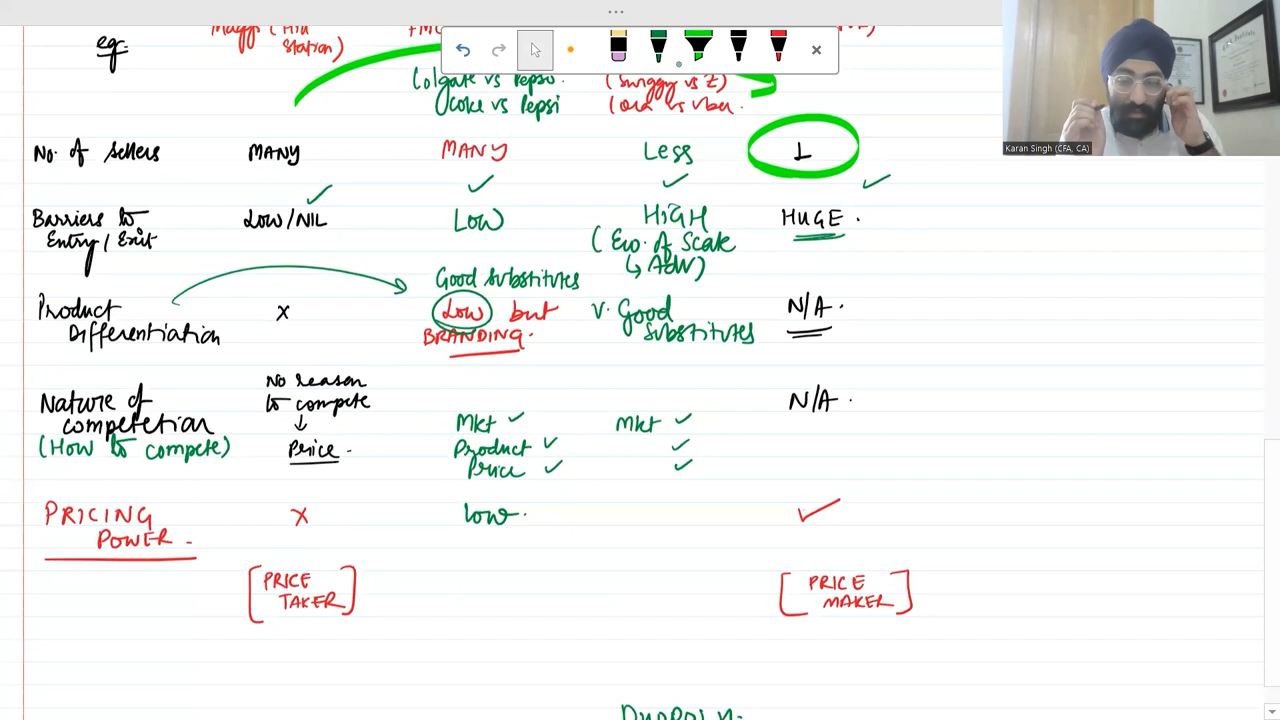 eg:
Maggi (Hill
Station)
Colgate vs Pepso.
Coke vs Pepsi
(Swiggy vs Z)
(Ola vs Uber.
No. of Sellers MANY MANY Less 1
Barriers to Entry / Exit Low/NIL Low HIGH HUGE.
(Eco. of Scale
↳ Adv)
Good substitutes
Product Differentiation x Low but BRANDING. V. Good substitutes N/A.
Nature of competetion
(How to compete)
No reason
to compete
↓
Price.
Mkt ✓ Mkt ✓
Product ✓ ✓
Price ✓ ✓
N/A.
PRICING POWER. x Low. ✓
[PRICE TAKER] [PRICE MAKER]
Karan Singh (CFA, CA)